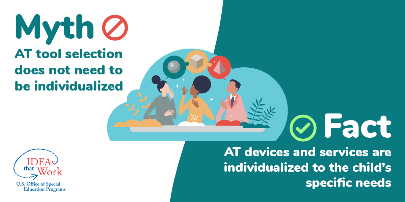 Myth
AT tool selection
does not need to
be individualized
Fact
AT devices and services are
individualized to the child's
specific needs
IDEA
that Work
U.S. Office of Special
Education Programs